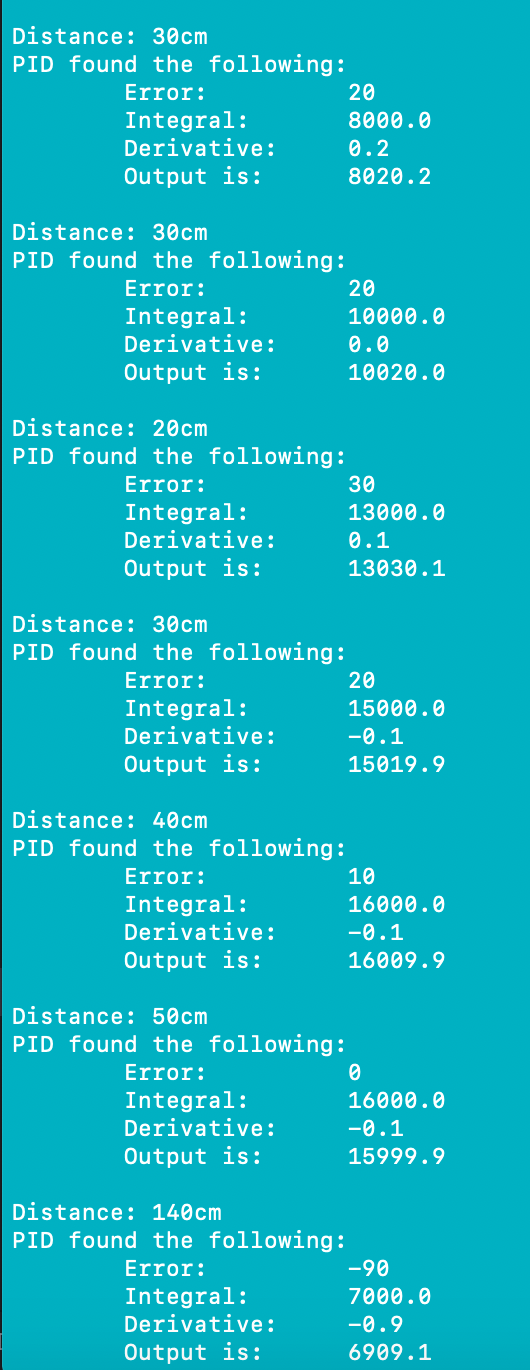 Distance: 30cm
PID found the following:
Error: 20
Integral: 8000.0
Derivative: 0.2
Output is: 8020.2
Distance: 30cm
PID found the following:
Error: 20
Integral: 10000.0
Derivative: 0.0
Output is: 10020.0
Distance: 20cm
PID found the following:
Error: 30
Integral: 13000.0
Derivative: 0.1
Output is: 13030.1
Distance: 30cm
PID found the following:
Error: 20
Integral: 15000.0
Derivative: -0.1
Output is: 15019.9
Distance: 40cm
PID found the following:
Error: 10
Integral: 16000.0
Derivative: -0.1
Output is: 16009.9
Distance: 50cm
PID found the following:
Error: 0
Integral: 16000.0
Derivative: -0.1
Output is: 15999.9
Distance: 140cm
PID found the following:
Error: -90
Integral: 7000.0
Derivative: -0.9
Output is: 6909.1